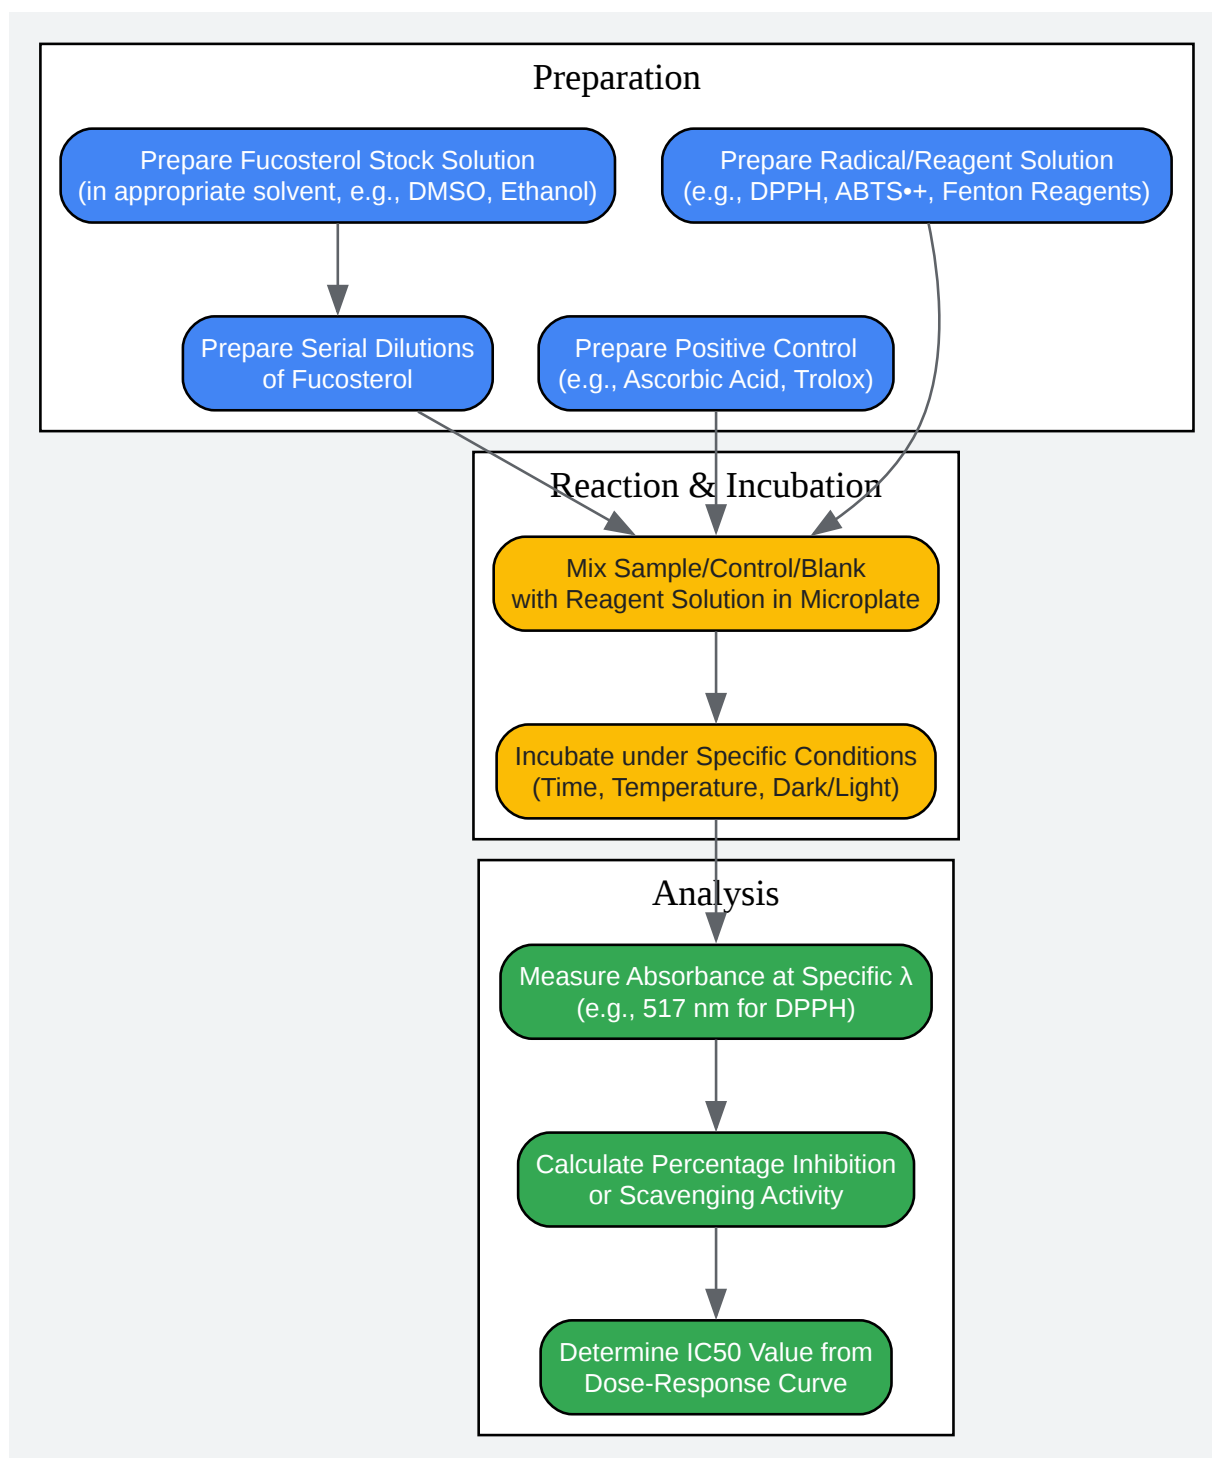 Preparation
Prepare Fucosterol Stock Solution
(in appropriate solvent, e.g., DMSO, Ethanol)
Prepare Radical/Reagent Solution
(e.g., DPPH, ABTS•+, Fenton Reagents)
Prepare Serial Dilutions
of Fucosterol
Prepare Positive Control
(e.g., Ascorbic Acid, Trolox)
Reaction & Incubation
Mix Sample/Control/Blank
with Reagent Solution in Microplate
Incubate under Specific Conditions
(Time, Temperature, Dark/Light)
Analysis
Measure Absorbance at Specific λ
(e.g., 517 nm for DPPH)
Calculate Percentage Inhibition
or Scavenging Activity
Determine IC50 Value from
Dose-Response Curve